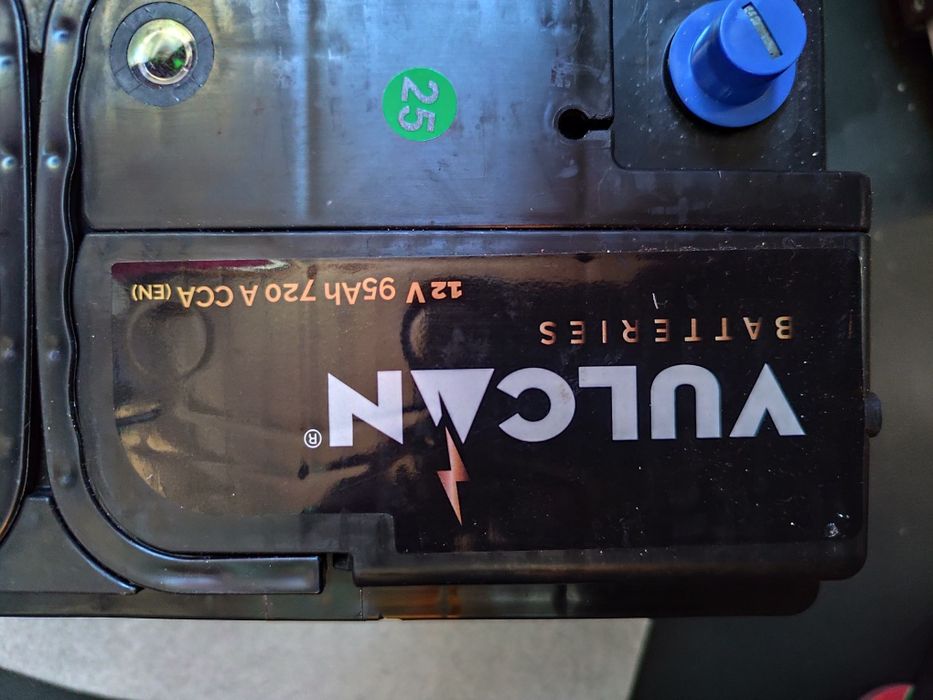 VULCAN®
BATTERIES
12 V 95Ah 720 A CCA (EN)
25